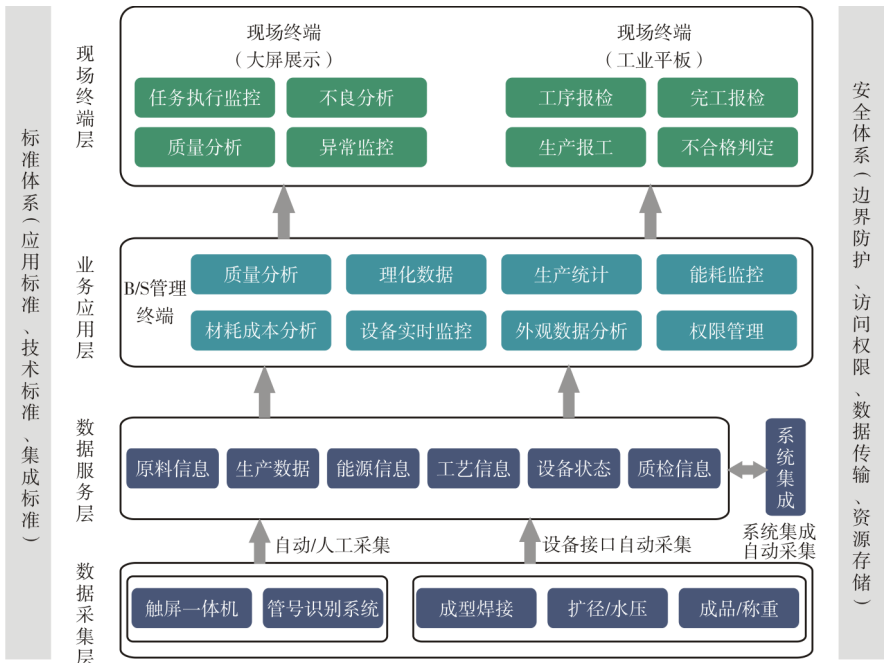 标准体系(应用标准、技术标准、集成标准)
现场终端层
现场终端
(大屏展示)
任务执行监控
不良分析
质量分析
异常监控
现场终端
(工业平板)
工序报检
完工报检
生产报工
不合格判定
业务应用层
B/S管理
终端
质量分析
理化数据
生产统计
能耗监控
材耗成本分析
设备实时监控
外观数据分析
权限管理
数据服务层
原料信息
生产数据
能源信息
工艺信息
设备状态
质检信息
系统集成
系统集成
自动采集
自动/人工采集
设备接口自动采集
数据采集层
触屏一体机
管号识别系统
成型焊接
扩径/水压
成品/称重
安全体系(边界防护、访问权限、数据传输、资源存储)